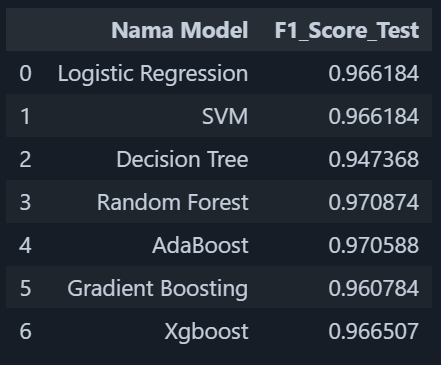 Nama Model F1_Score_Test
0 Logistic Regression 0.966184
1 SVM 0.966184
2 Decision Tree 0.947368
3 Random Forest 0.970874
4 AdaBoost 0.970588
5 Gradient Boosting 0.960784
6 Xgboost 0.966507